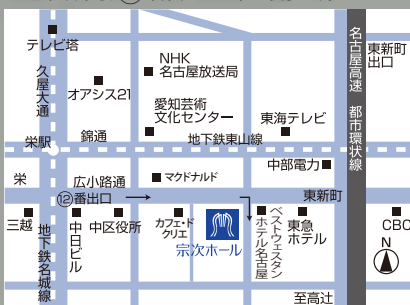 テレビ塔
久屋大通
オアシス21
NHK
名古屋放送局
愛知芸術
文化センター
東海テレビ
名古屋高速 都市環状線
東新町
出口
錦通
地下鉄東山線
栄駅
中部電力
栄
広小路通
マクドナルド
東新町
⑫番出口
三越
地下鉄名城線
中日ビル
中区役所
カフェ・ド
クリエ
宗次ホール
ベストウェスタン
ホテル名古屋
東急
ホテル
CBC
N
至高辻